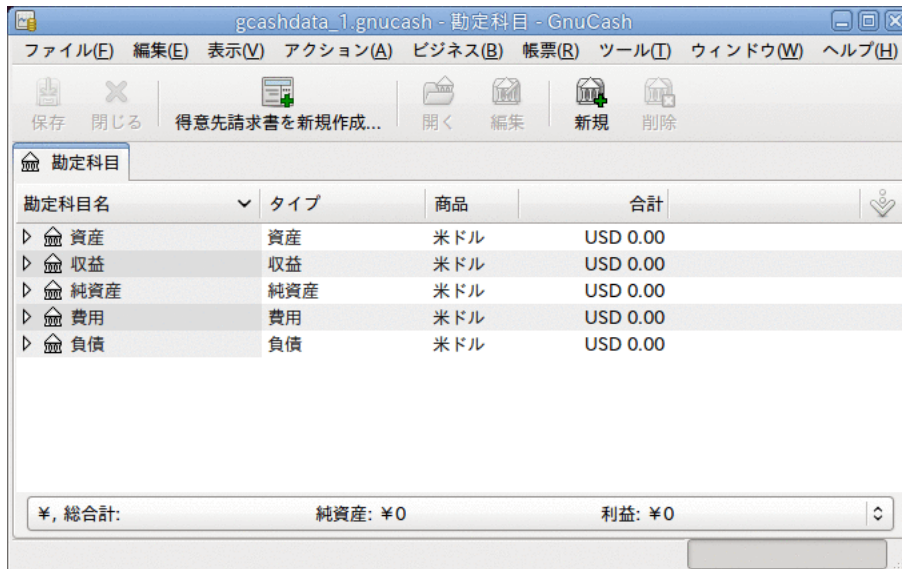 gcashdata_1.gnucash - 勘定科目 - GnuCash
ファイル(F) 編集(E) 表示(V) アクション(A) ビジネス(B) 帳票(R) ツール(T) ウィンドウ(W) ヘルプ(H)
保存 閉じる 得意先請求書を新規作成... 開く 編集 新規 削除
勘定科目
勘定科目名 タイプ 商品 合計
資産 資産 米ドル USD 0.00
収益 収益 米ドル USD 0.00
純資産 純資産 米ドル USD 0.00
費用 費用 米ドル USD 0.00
負債 負債 米ドル USD 0.00
¥, 総合計: 純資産: ¥0 利益: ¥0